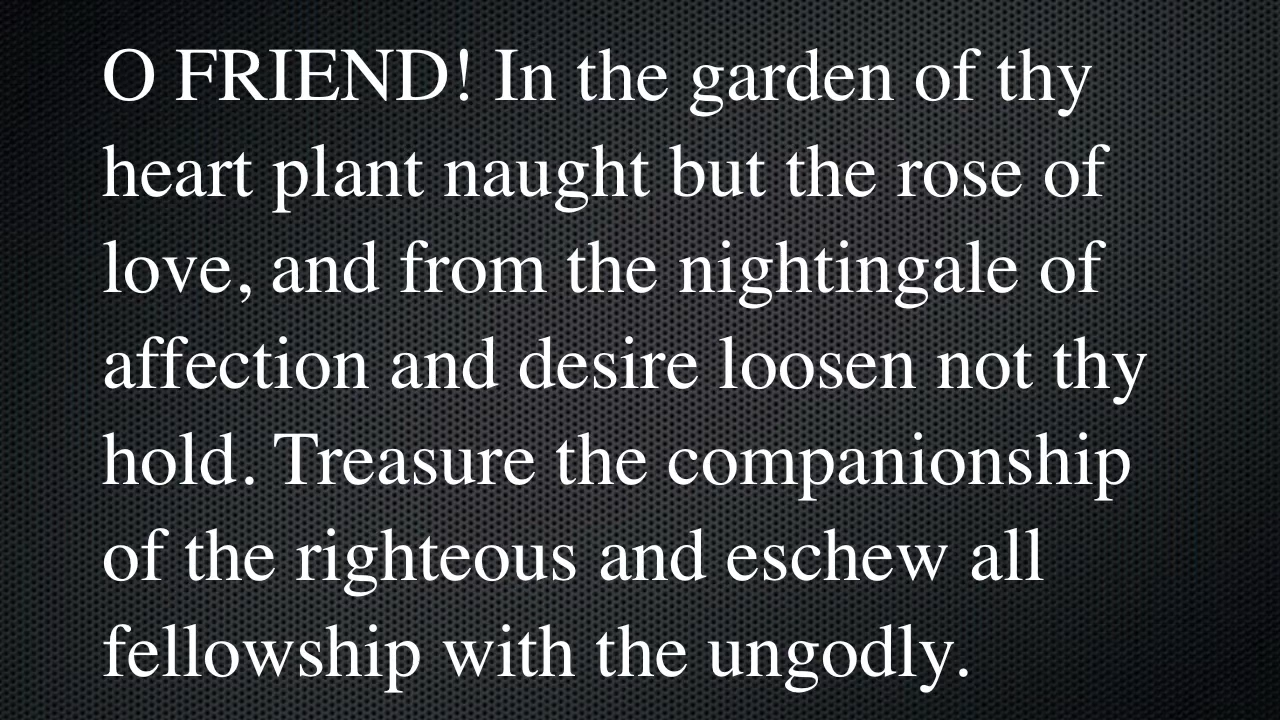 O FRIEND! In the garden of thy
heart plant naught but the rose of
love, and from the nightingale of
affection and desire loosen not thy
hold. Treasure the companionship
of the righteous and eschew all
fellowship with the ungodly.